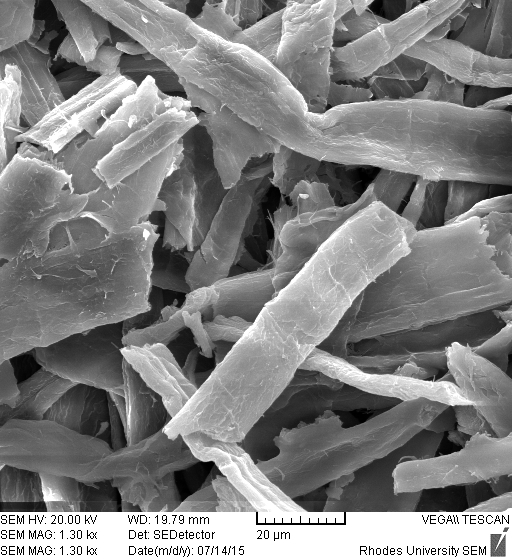 SEM HV: 20.00 kV WD: 19.79 mm VEGA\\ TESCAN
SEM MAG: 1.30 kx Det: SEDetector 20 µm
SEM MAG: 1.30 kx Date(m/d/y): 07/14/15 Rhodes University SEM